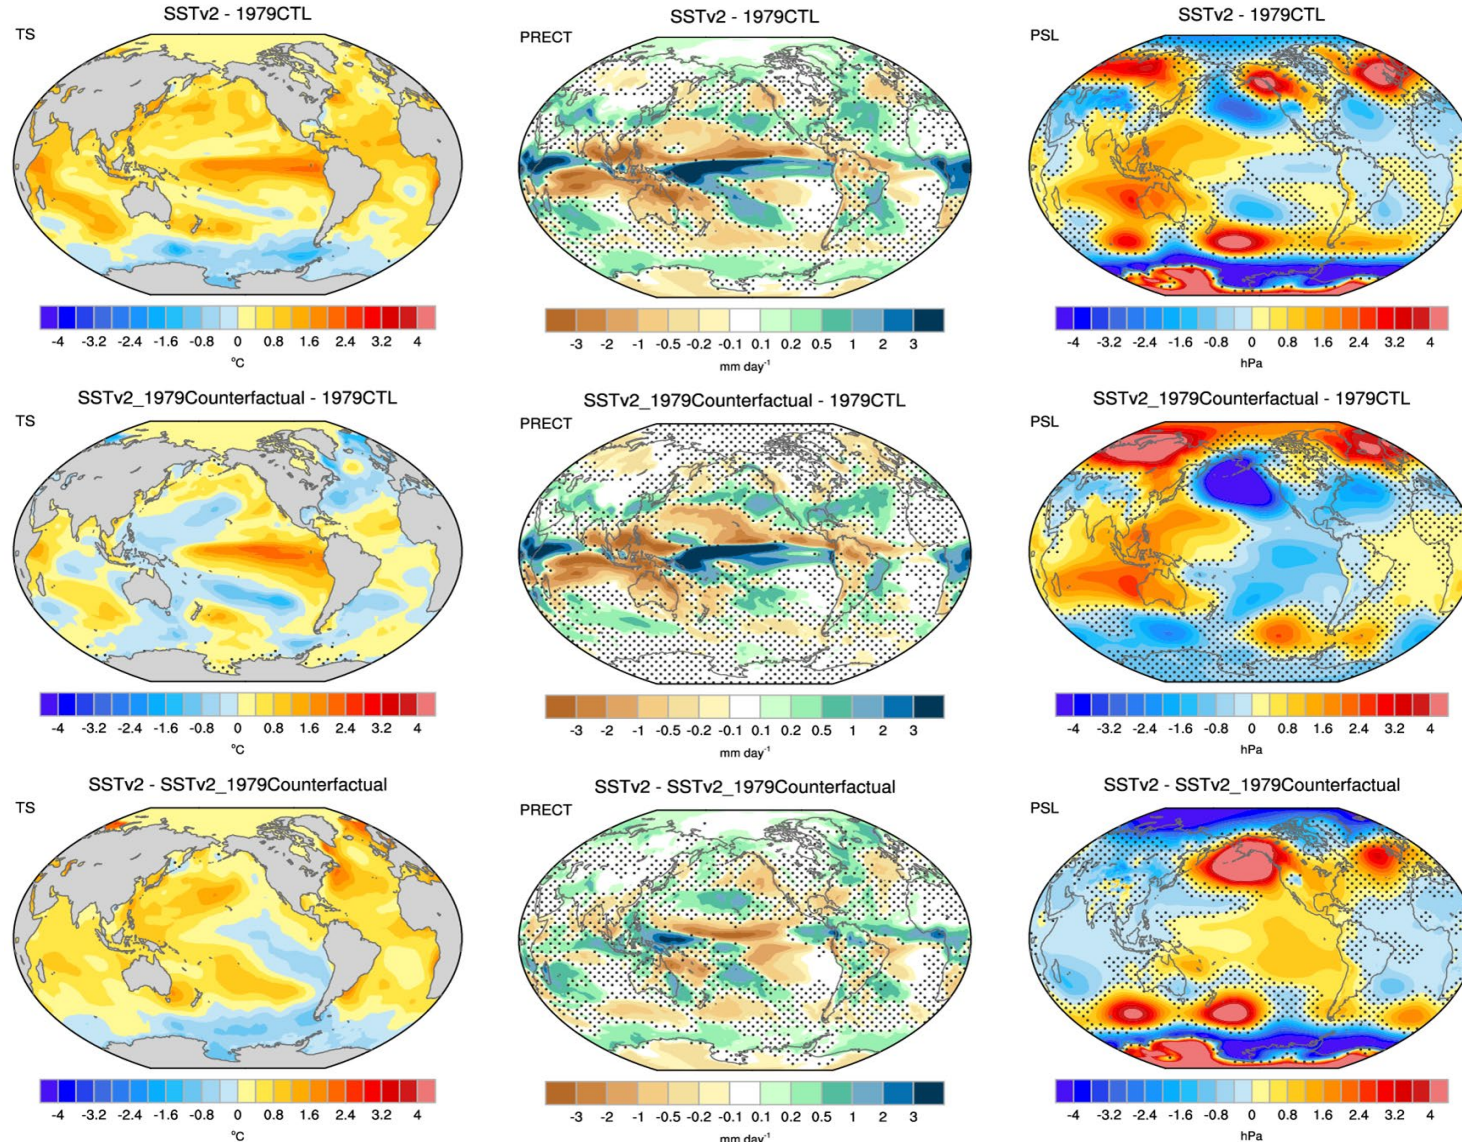 SSTv2 - 1979CTL
TS
-4 -3.2 -2.4 -1.6 -0.8 0 0.8 1.6 2.4 3.2 4
°C
SSTv2 - 1979CTL
PRECT
-3 -2 -1 -0.5 -0.2 -0.1 0.1 0.2 0.5 1 2 3
mm day⁻¹
SSTv2 - 1979CTL
PSL
-4 -3.2 -2.4 -1.6 -0.8 0 0.8 1.6 2.4 3.2 4
hPa
SSTv2_1979Counterfactual - 1979CTL
TS
-4 -3.2 -2.4 -1.6 -0.8 0 0.8 1.6 2.4 3.2 4
°C
SSTv2_1979Counterfactual - 1979CTL
PRECT
-3 -2 -1 -0.5 -0.2 -0.1 0.1 0.2 0.5 1 2 3
mm day⁻¹
SSTv2_1979Counterfactual - 1979CTL
PSL
-4 -3.2 -2.4 -1.6 -0.8 0 0.8 1.6 2.4 3.2 4
hPa
SSTv2 - SSTv2_1979Counterfactual
TS
-4 -3.2 -2.4 -1.6 -0.8 0 0.8 1.6 2.4 3.2 4
°C
SSTv2 - SSTv2_1979Counterfactual
PRECT
-3 -2 -1 -0.5 -0.2 -0.1 0.1 0.2 0.5 1 2 3
mm day⁻¹
SSTv2 - SSTv2_1979Counterfactual
PSL
-4 -3.2 -2.4 -1.6 -0.8 0 0.8 1.6 2.4 3.2 4
hPa